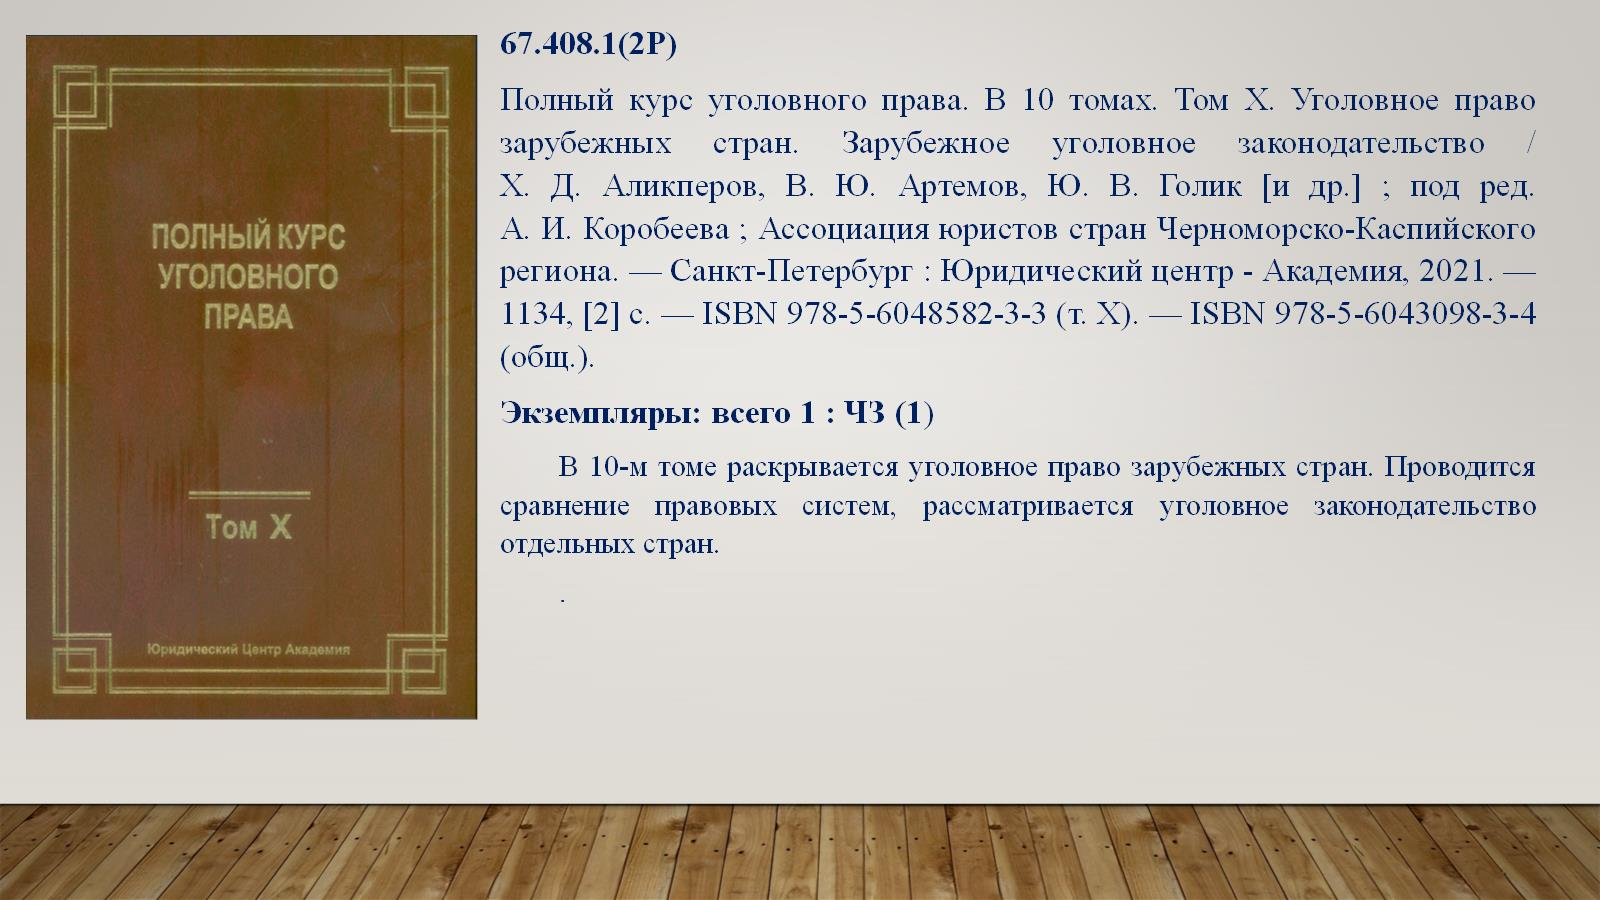 ПОЛНЫЙ КУРС
УГОЛОВНОГО
ПРАВА
Том X
Юридический Центр Академия
67.408.1(2Р)
Полный курс уголовного права. В 10 томах. Том X. Уголовное право
зарубежных стран. Зарубежное уголовное законодательство /
Х. Д. Аликперов, В. Ю. Артемов, Ю. В. Голик [и др.] ; под ред.
А. И. Коробеева ; Ассоциация юристов стран Черноморско-Каспийского
региона. — Санкт-Петербург : Юридический центр - Академия, 2021. —
1134, [2] с. — ISBN 978-5-6048582-3-3 (т. X). — ISBN 978-5-6043098-3-4
(общ.).
Экземпляры: всего 1 : ЧЗ (1)
В 10-м томе раскрывается уголовное право зарубежных стран. Проводится
сравнение правовых систем, рассматривается уголовное законодательство
отдельных стран.
.